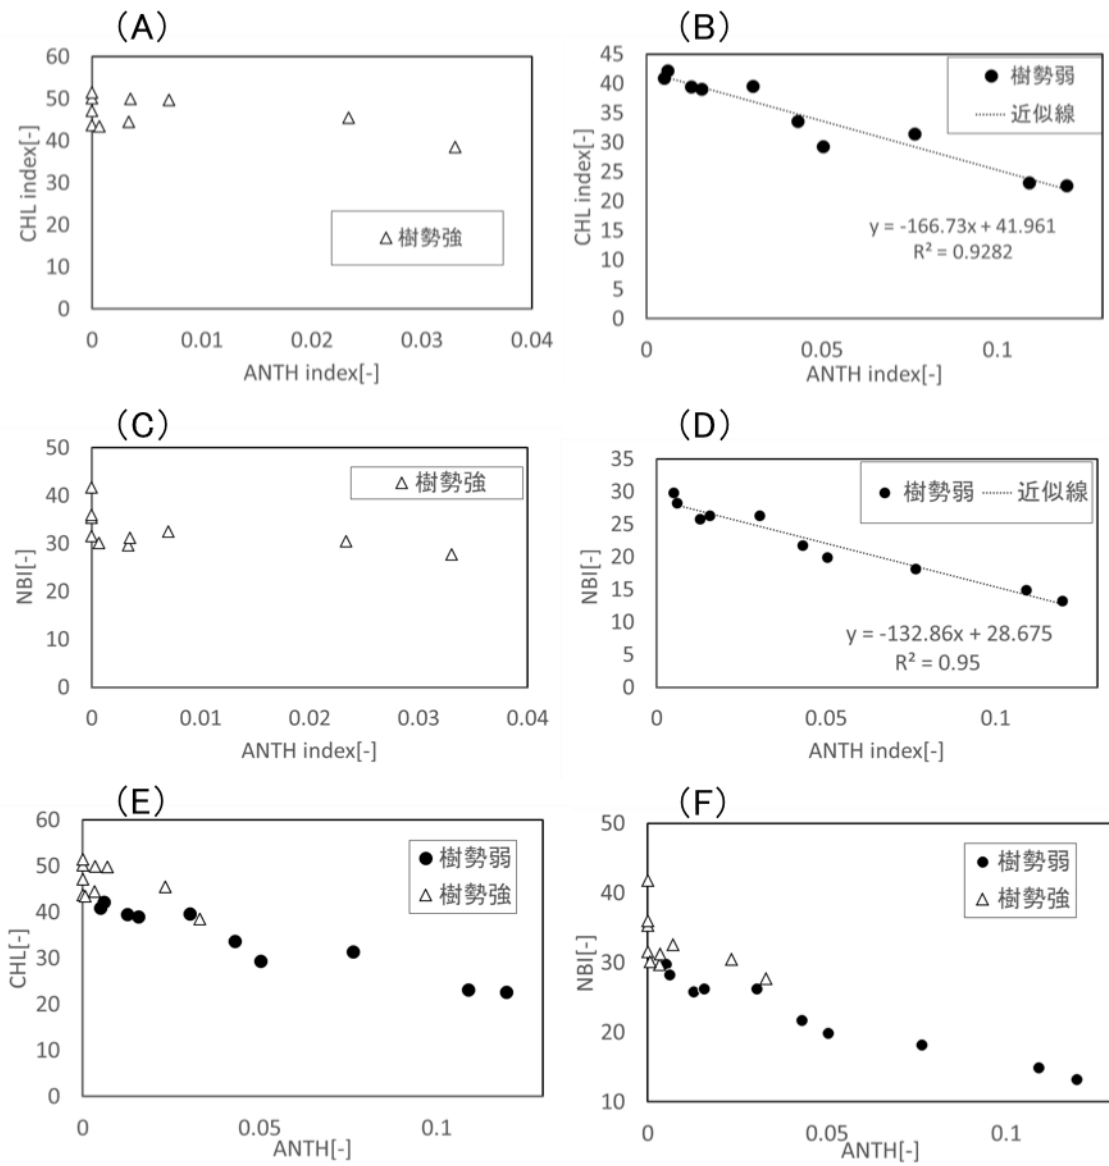 (A)
60
50
40
30
20
10
0
CHL index[-]
△樹勢強
0 0.01 0.02 0.03 0.04
ANTH index[-]
(B)
45
40
35
30
25
20
15
10
5
0
CHL index[-]
●樹勢弱
近似線
y = -166.73x + 41.961
R² = 0.9282
0 0.05 0.1
ANTH index[-]
(C)
50
40
30
20
10
0
NBI[-]
△樹勢強
0 0.01 0.02 0.03 0.04
ANTH index[-]
(D)
35
30
25
20
15
10
5
0
NBI[-]
●樹勢弱 近似線
y = -132.86x + 28.675
R² = 0.95
0 0.05 0.1
ANTH index[-]
(E)
60
50
40
30
20
10
0
CHL[-]
●樹勢弱
△樹勢強
0 0.05 0.1
ANTH[-]
(F)
50
40
30
20
10
NBI[-]
●樹勢弱
△樹勢強
0 0.05 0.1
ANTH[-]